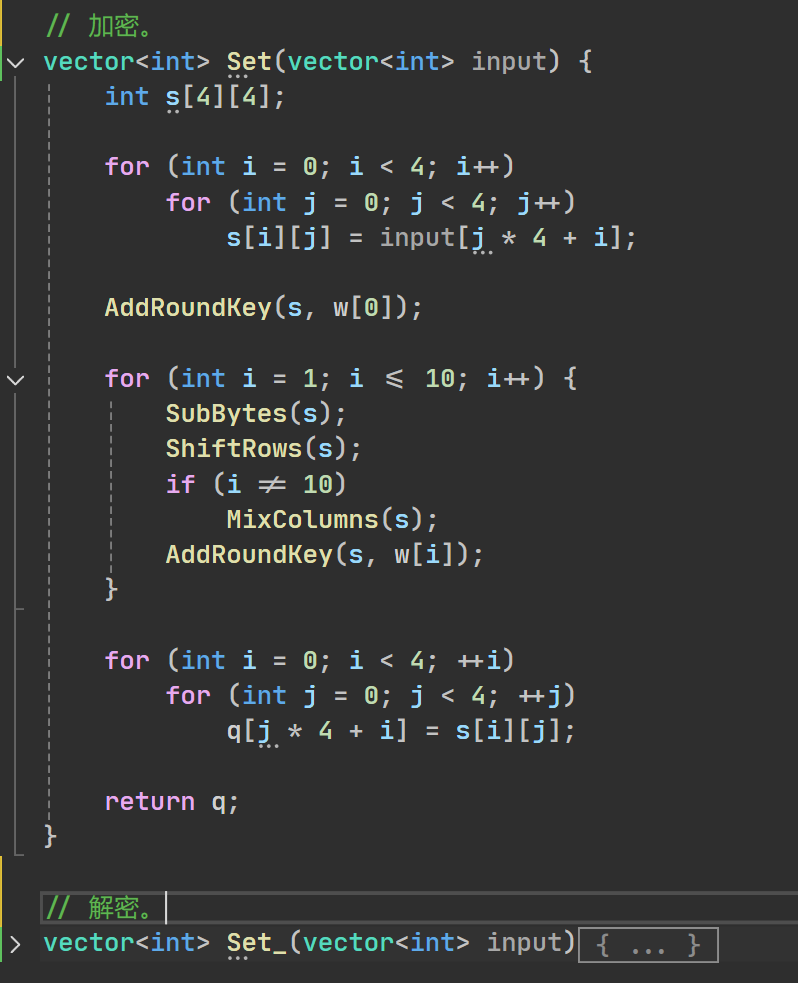 // 加密。
vector<int> Set(vector<int> input) {
int s[4][4];
for (int i = 0; i < 4; i++)
for (int j = 0; j < 4; j++)
s[i][j] = input[j * 4 + i];
AddRoundKey(s, w[0]);
for (int i = 1; i <= 10; i++) {
SubBytes(s);
ShiftRows(s);
if (i != 10)
MixColumns(s);
AddRoundKey(s, w[i]);
}
for (int i = 0; i < 4; ++i)
for (int j = 0; j < 4; ++j)
q[j * 4 + i] = s[i][j];
return q;
}
// 解密。
vector<int> Set_(vector<int> input) { ... }